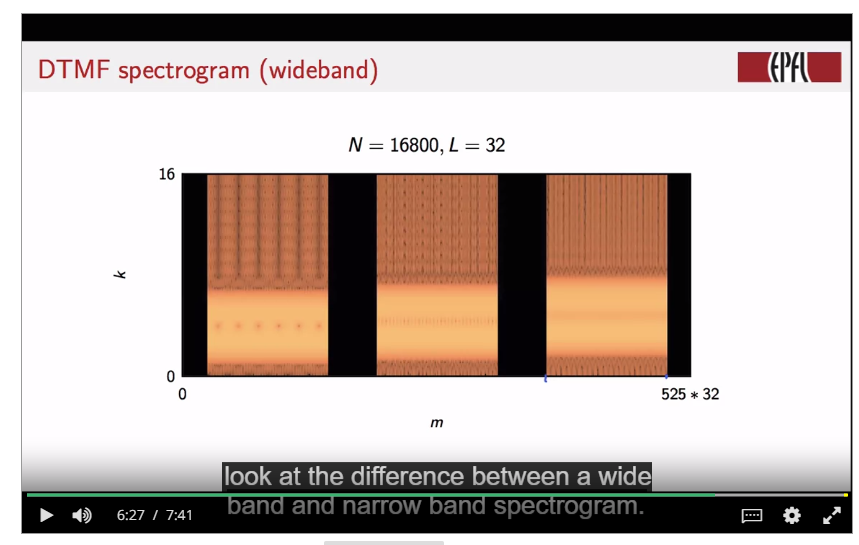 DTMF spectrogram (wideband)
EPFL
N = 16800, L = 32
16
k
0
0
525 ∗ 32
m
look at the difference between a wide
band and narrow band spectrogram.
6:27 / 7:41